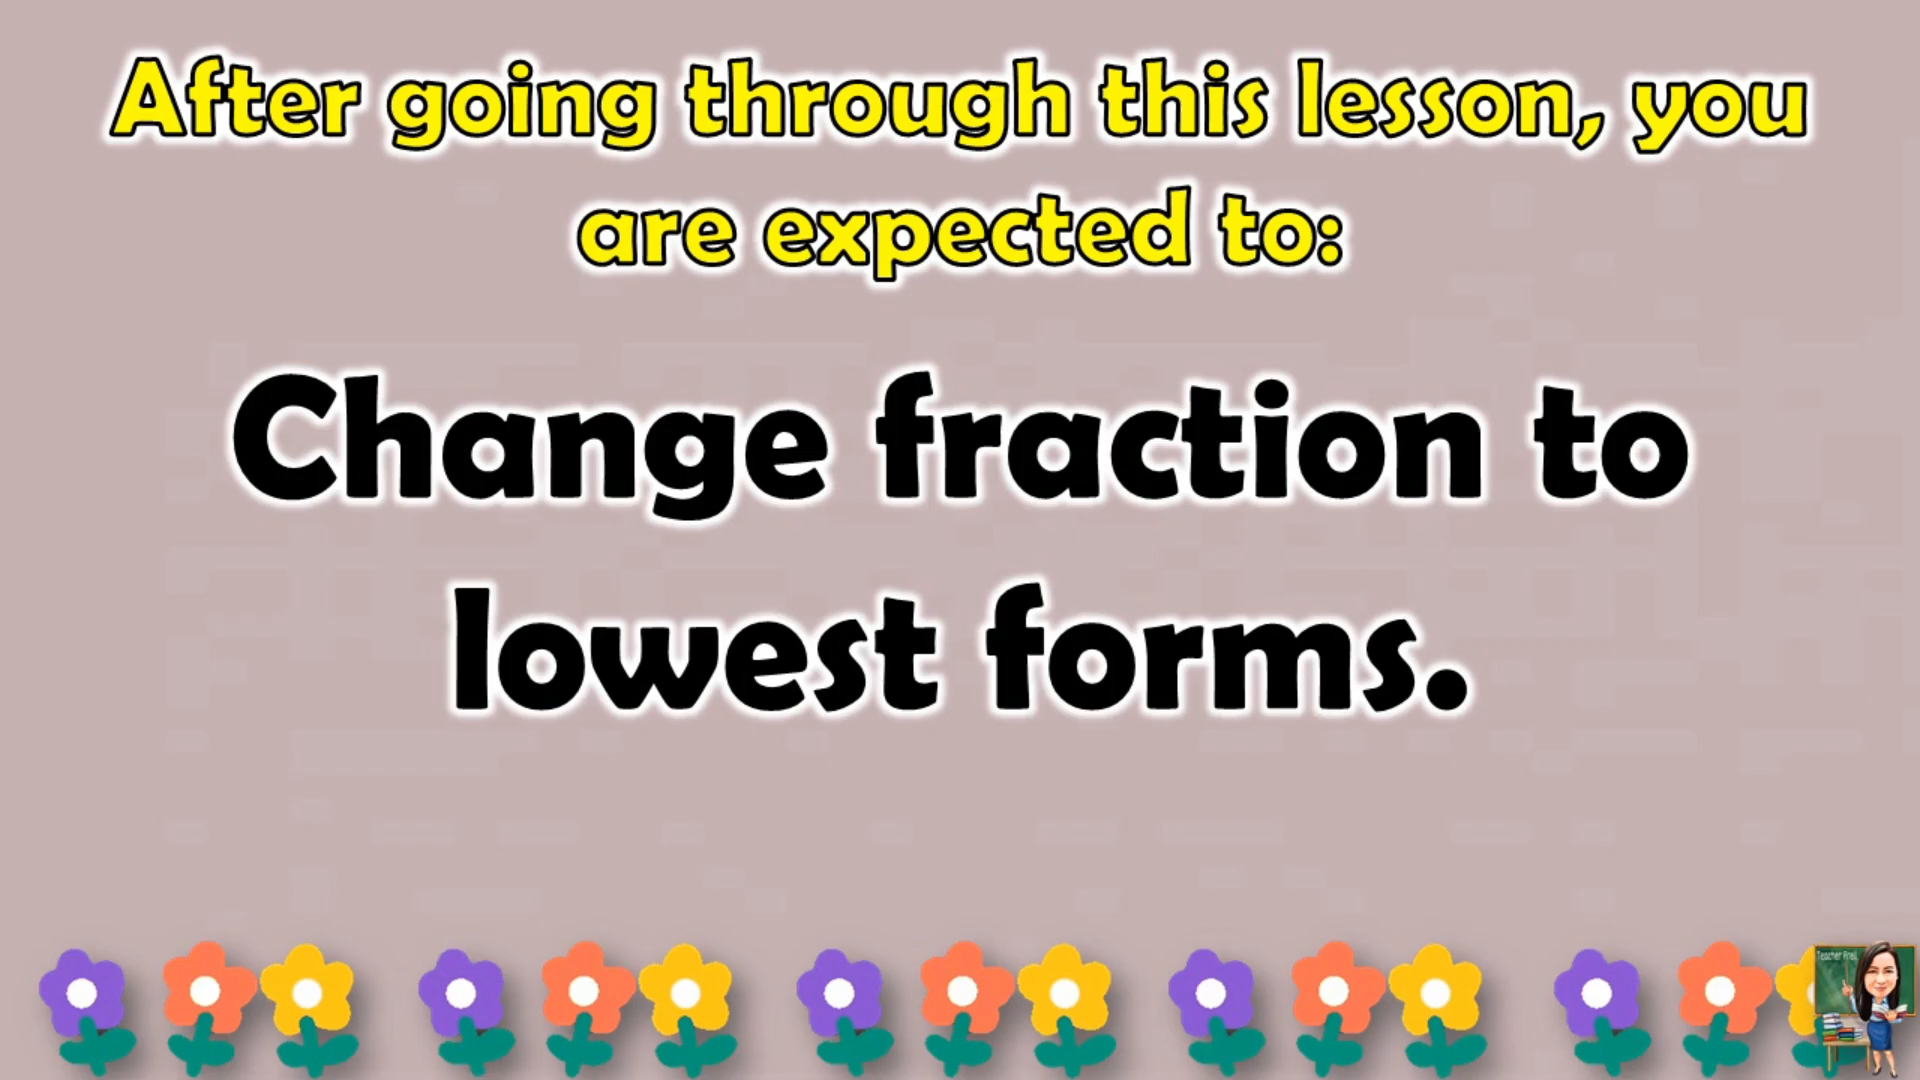 After going through this lesson, you
are expected to:
Change fraction to
lowest forms.